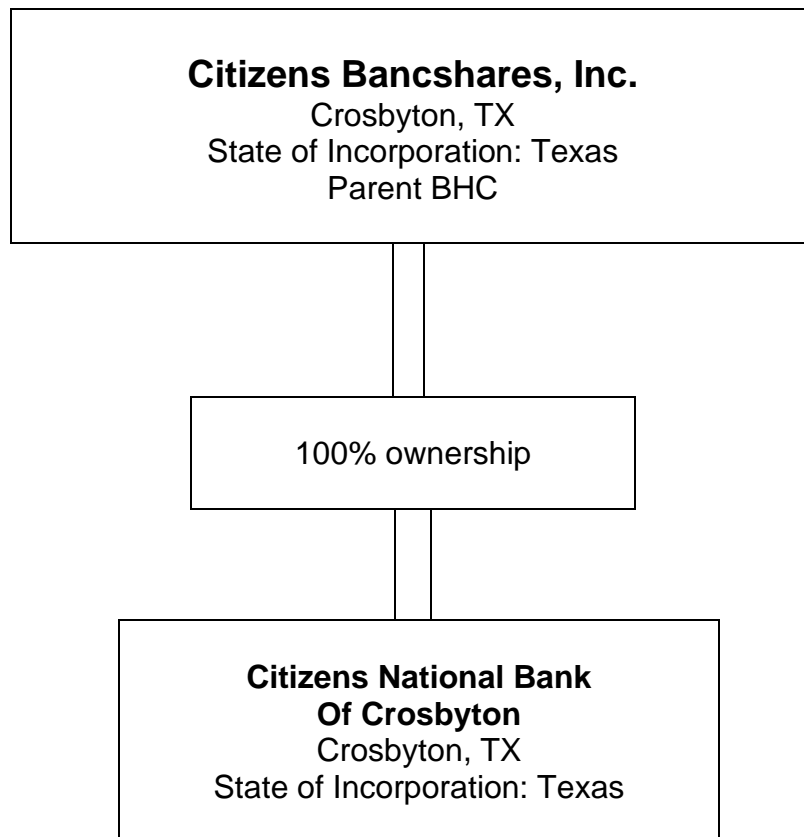 Citizens Bancshares, Inc.
Crosbyton, TX
State of Incorporation: Texas
Parent BHC
100% ownership
Citizens National Bank
Of Crosbyton
Crosbyton, TX
State of Incorporation: Texas